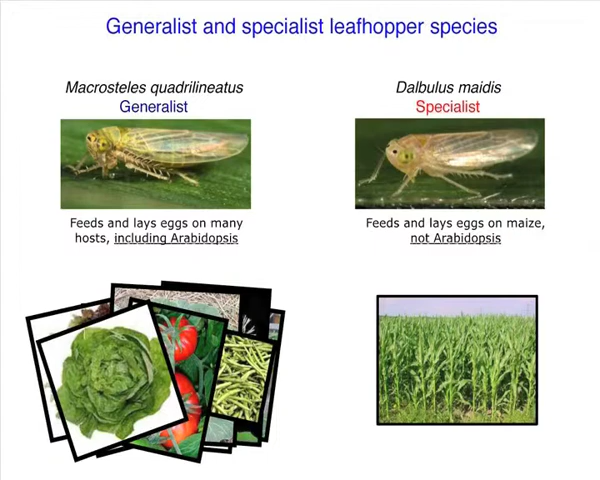 Generalist and specialist leafhopper species
Macrosteles quadrilineatus
Generalist
Feeds and lays eggs on many
hosts, including Arabidopsis
Dalbulus maidis
Specialist
Feeds and lays eggs on maize,
not Arabidopsis